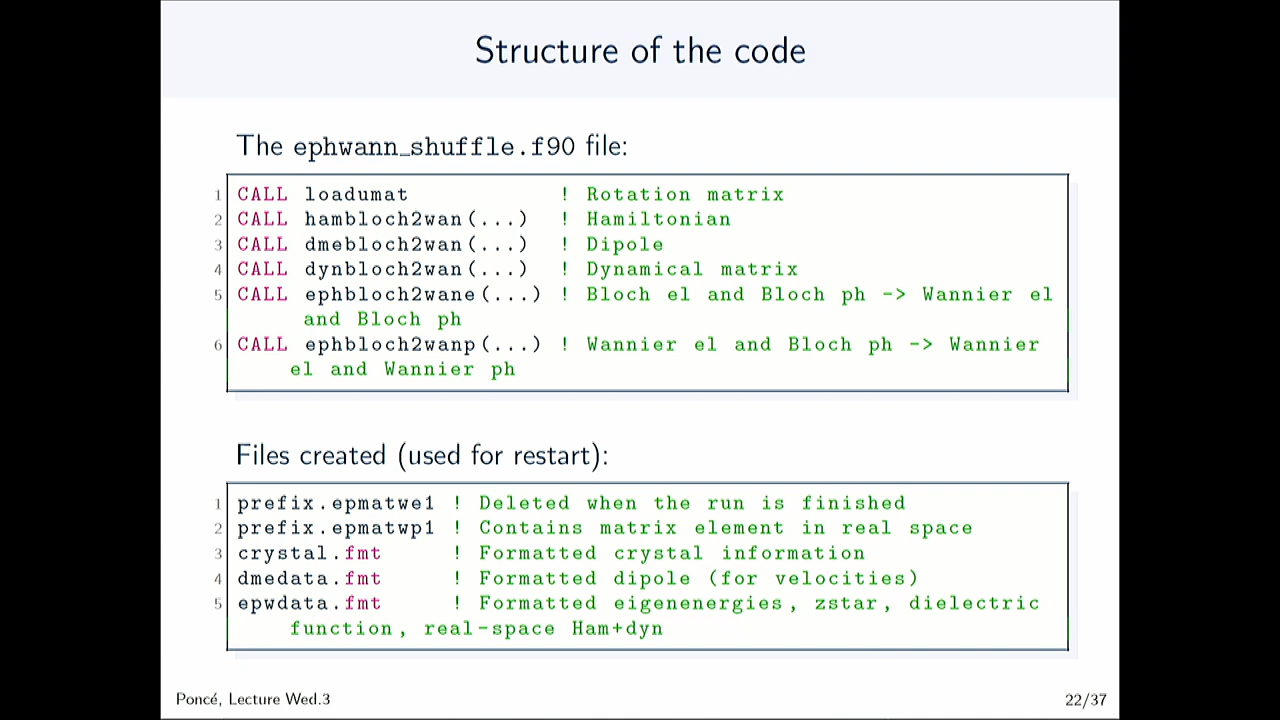 Structure of the code
The ephwann_shuffle.f90 file:
1 CALL loadumat ! Rotation matrix
2 CALL hambloch2wan(...) ! Hamiltonian
3 CALL dmebloch2wan(...) ! Dipole
4 CALL dynbloch2wan(...) ! Dynamical matrix
5 CALL ephbloch2wane(...) ! Bloch el and Bloch ph -> Wannier el
and Bloch ph
6 CALL ephbloch2wanp(...) ! Wannier el and Bloch ph -> Wannier
el and Wannier ph
Files created (used for restart):
1 prefix.epmatwe1 ! Deleted when the run is finished
2 prefix.epmatwp1 ! Contains matrix element in real space
3 crystal.fmt ! Formatted crystal information
4 dmedata.fmt ! Formatted dipole (for velocities)
5 epwdata.fmt ! Formatted eigenenergies, zstar, dielectric
function, real-space Ham+dyn
Poncé, Lecture Wed.3 22/37